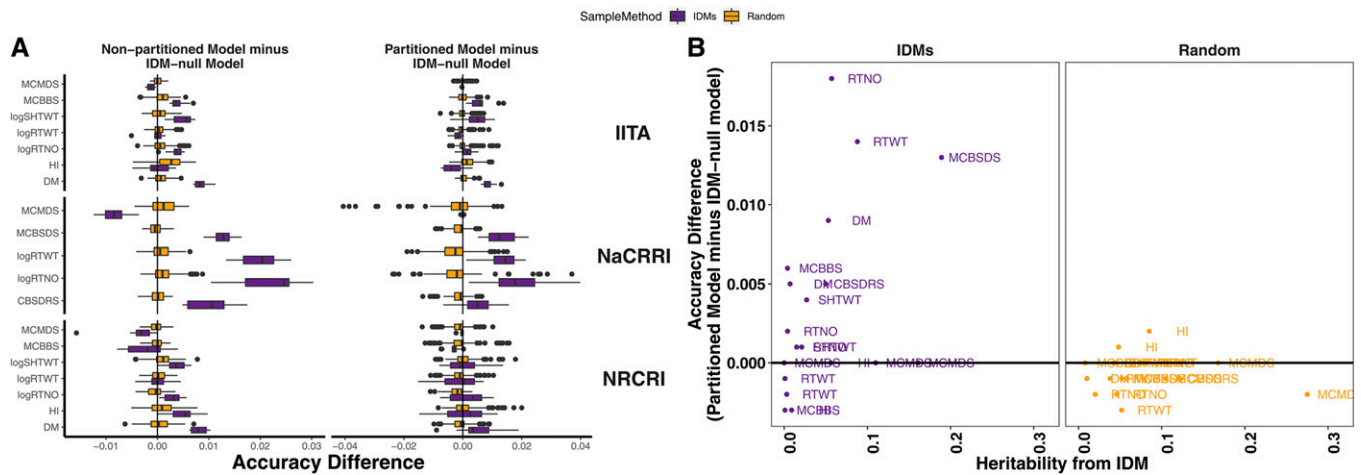 SampleMethod IDMs Random
A
Non-partitioned Model minus
IDM-null Model
Partitioned Model minus
IDM-null Model
MCMDS
MCBBS
logSHTWT
logRTWT
logRTNO
HI
DM
IITA
MCMDS
MCBSDS
logRTWT
logRTNO
CBSDRS
NaCRRI
MCMDS
MCBBS
logSHTWT
logRTWT
logRTNO
HI
DM
NRCRI
-0.01 0.00 0.01 0.02 0.03
-0.04 -0.02 0.00 0.02 0.04
Accuracy Difference
B
IDMs
Random
Accuracy Difference
(Partitioned Model minus IDM-null model)
0.015
0.010
0.005
0.000
RTNO
RTWT
MCBSDS
DM
MCBBS
SHTWT
RTNO
MCMDS
HI
RTWT
RTWT
HI
HI
MCMDS
RTWT
0.0 0.1 0.2 0.3
0.0 0.1 0.2 0.3
Heritability from IDM